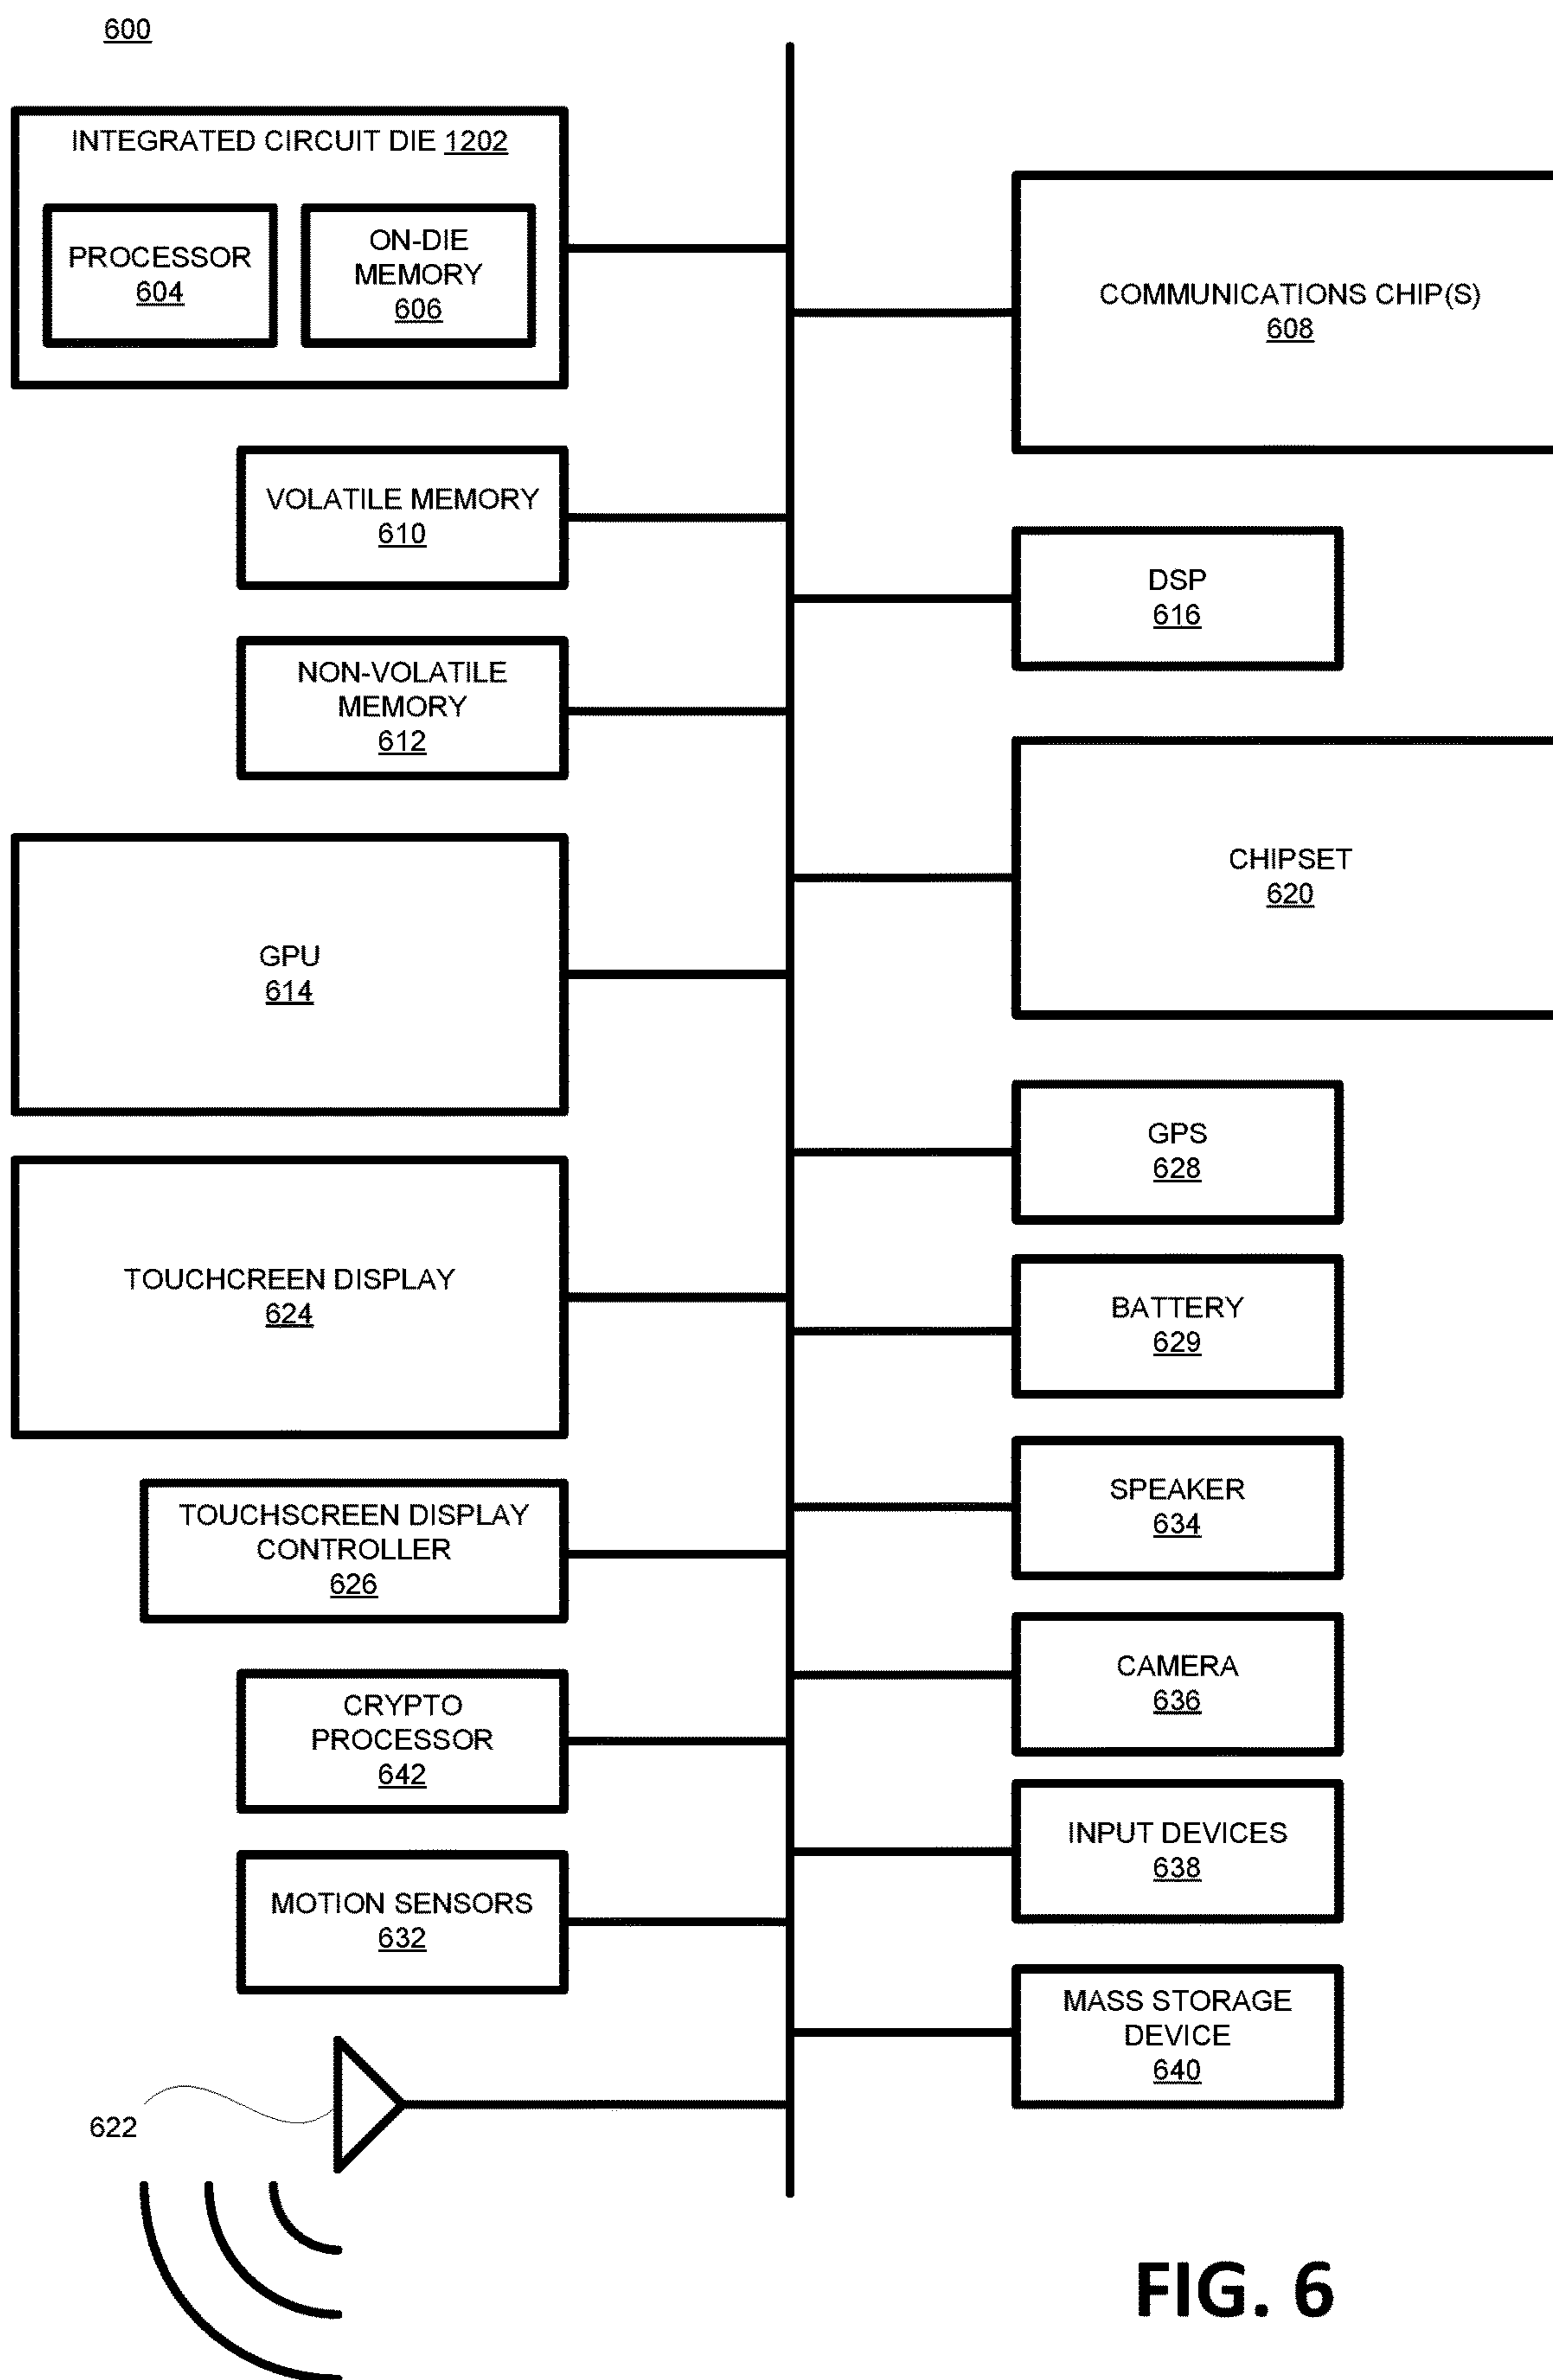 600
INTEGRATED CIRCUIT DIE 1202
PROCESSOR
604
ON-DIE
MEMORY
606
COMMUNICATIONS CHIP(S)
608
VOLATILE MEMORY
610
DSP
616
NON-VOLATILE
MEMORY
612
CHIPSET
620
GPU
614
GPS
628
TOUCHCREEN DISPLAY
624
BATTERY
629
SPEAKER
634
TOUCHSCREEN DISPLAY
CONTROLLER
626
CAMERA
636
CRYPTO
PROCESSOR
642
INPUT DEVICES
638
MOTION SENSORS
632
MASS STORAGE
DEVICE
640
622
FIG. 6